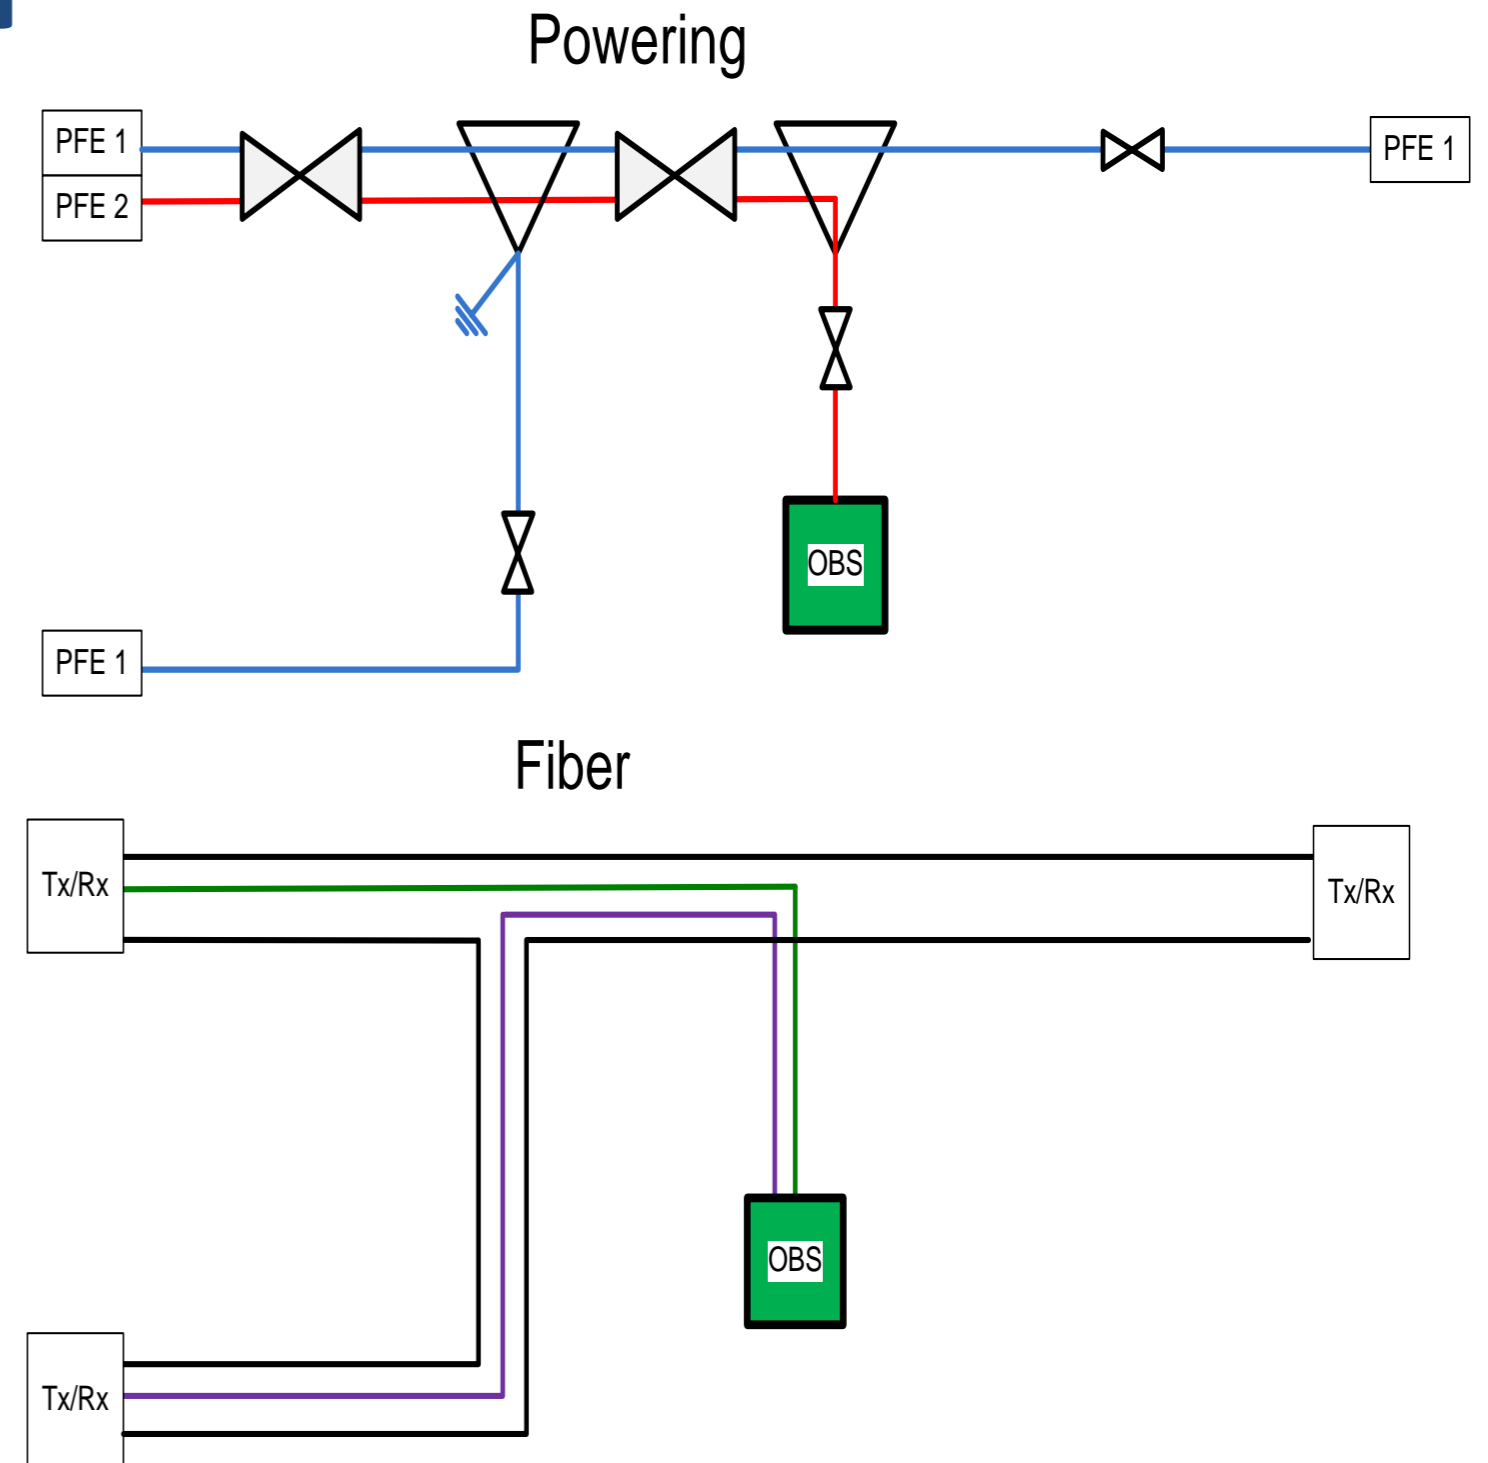 Powering
PFE 1
PFE 1
PFE 2
OBS
PFE 1
Fiber
Tx/Rx
Tx/Rx
OBS
Tx/Rx